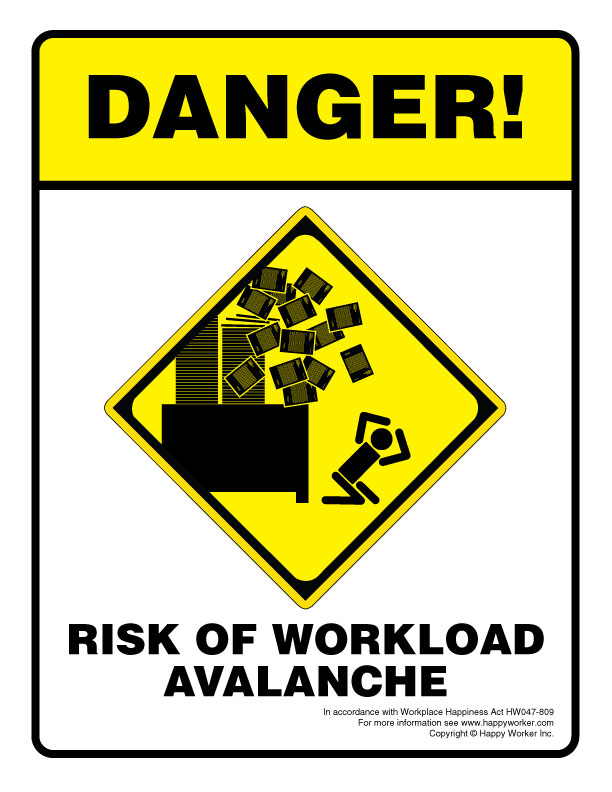 DANGER!
RISK OF WORKLOAD
AVALANCHE
In accordance with Workplace Happiness Act HW047-809
For more information see www.happyworker.com
Copyright © Happy Worker Inc.